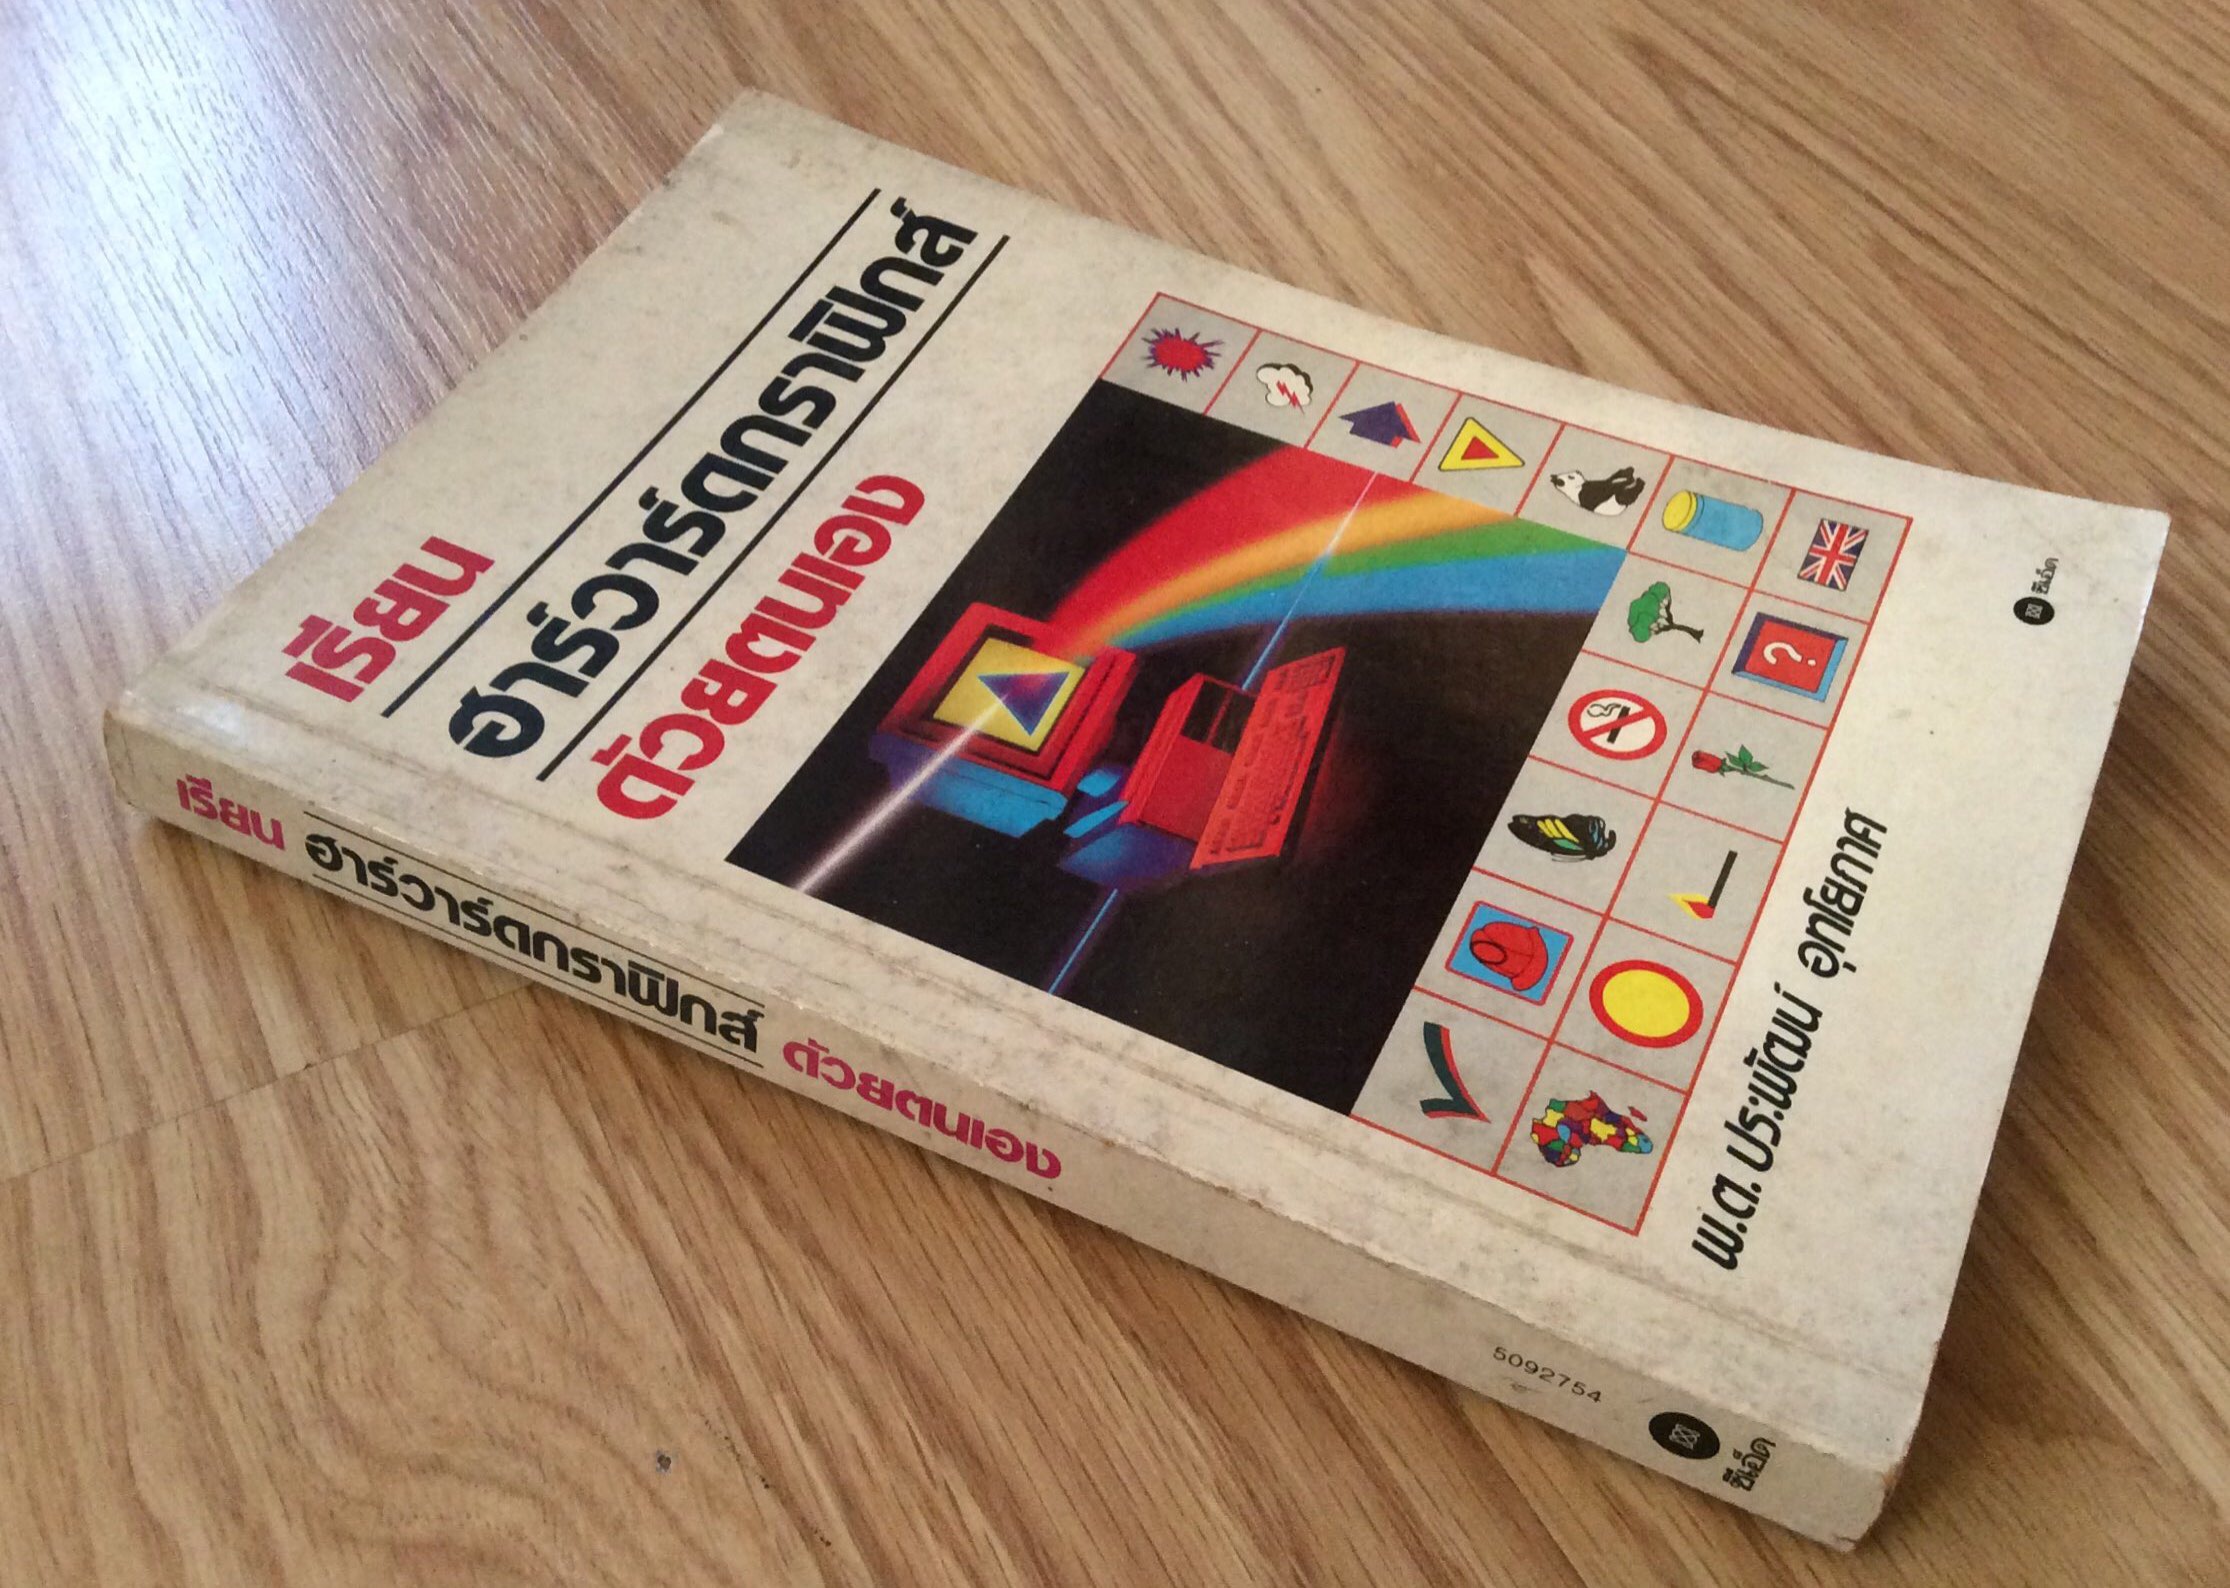 เรียน
ฮาร์วาร์ดกราฟิกส์
ด้วยตนเอง
?
พ.ต. ประพัฒน์ อุทโยภาศ
ซีเอ็ด
เรียน ฮาร์วาร์ดกราฟิกส์ ด้วยตนเอง
5092754
ซีเอ็ด